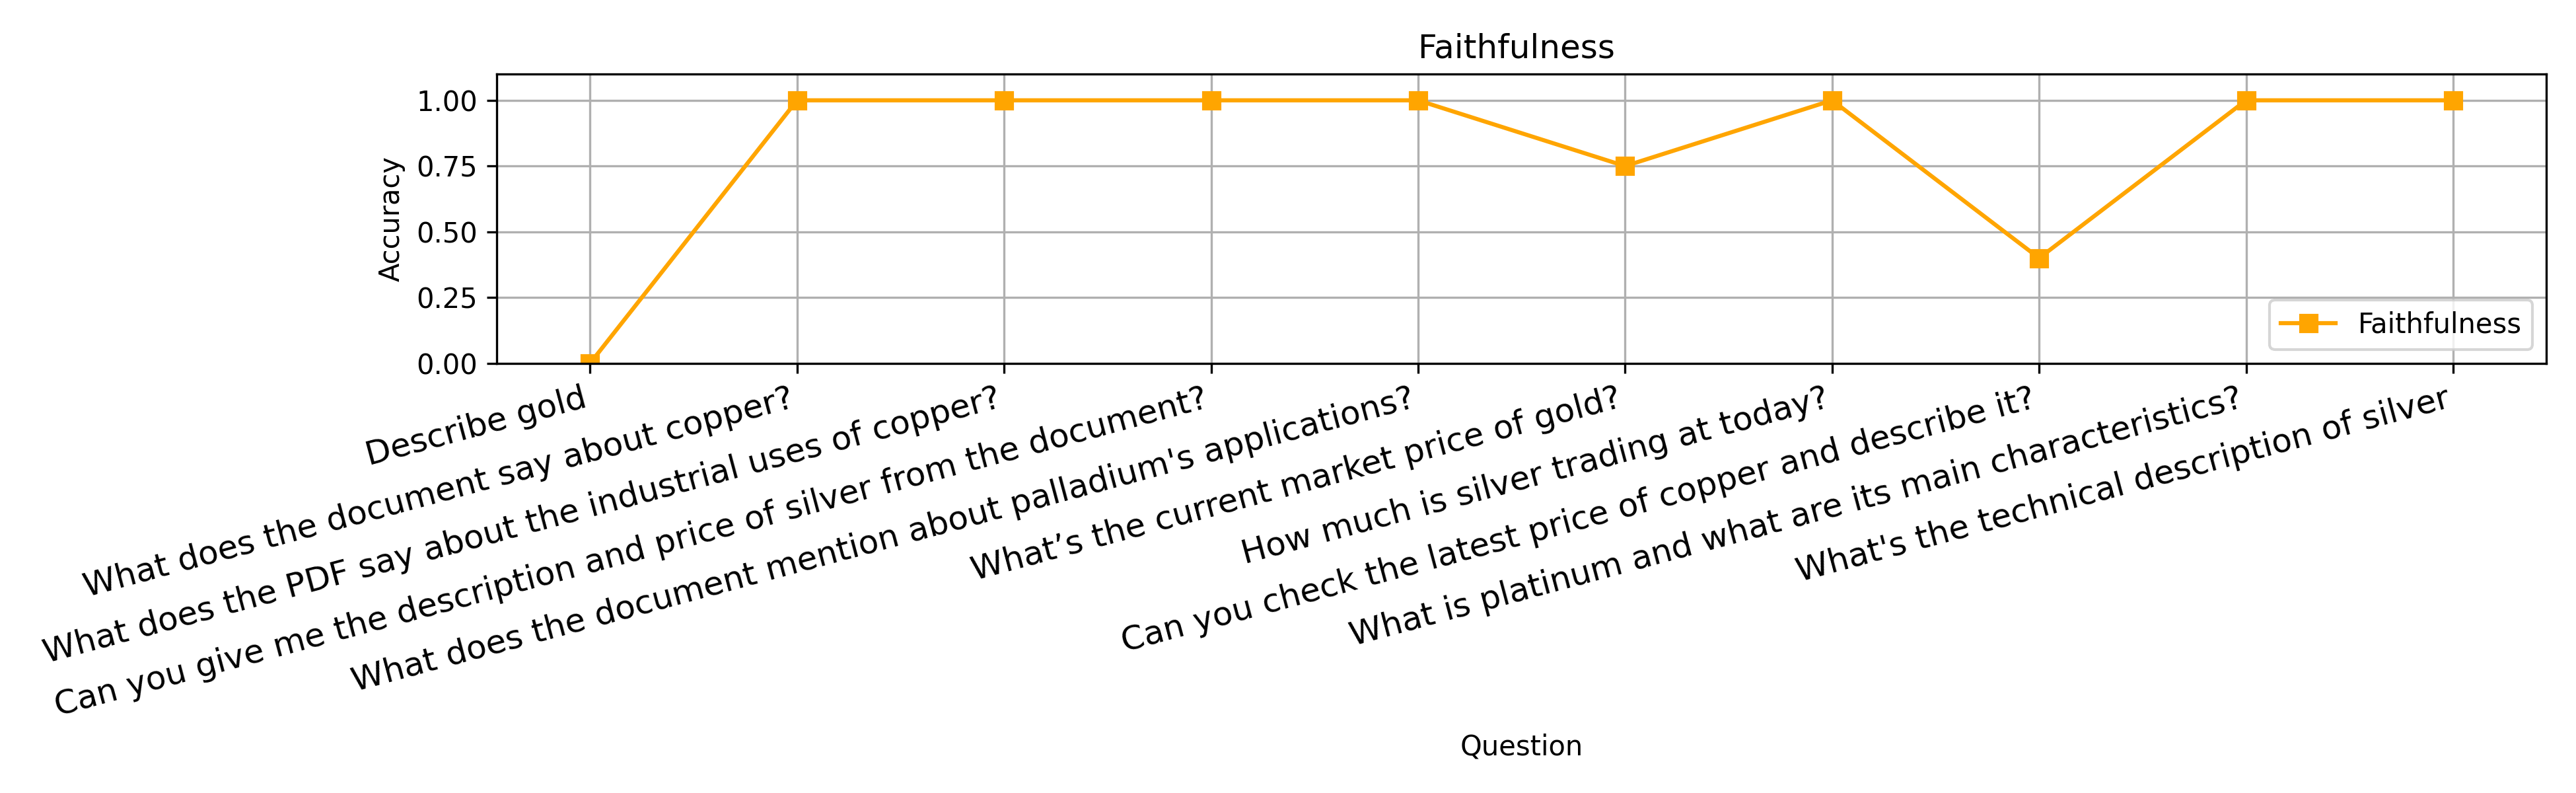 Faithfulness
Accuracy
1.00
0.75
0.50
0.25
0.00
Faithfulness
Describe gold
What does the document say about copper?
What does the PDF say about the industrial uses of copper?
Can you give me the description and price of silver from the document?
What does the document mention about palladium's applications?
What’s the current market price of gold?
How much is silver trading at today?
Can you check the latest price of copper and describe it?
What is platinum and what are its main characteristics?
What's the technical description of silver
Question